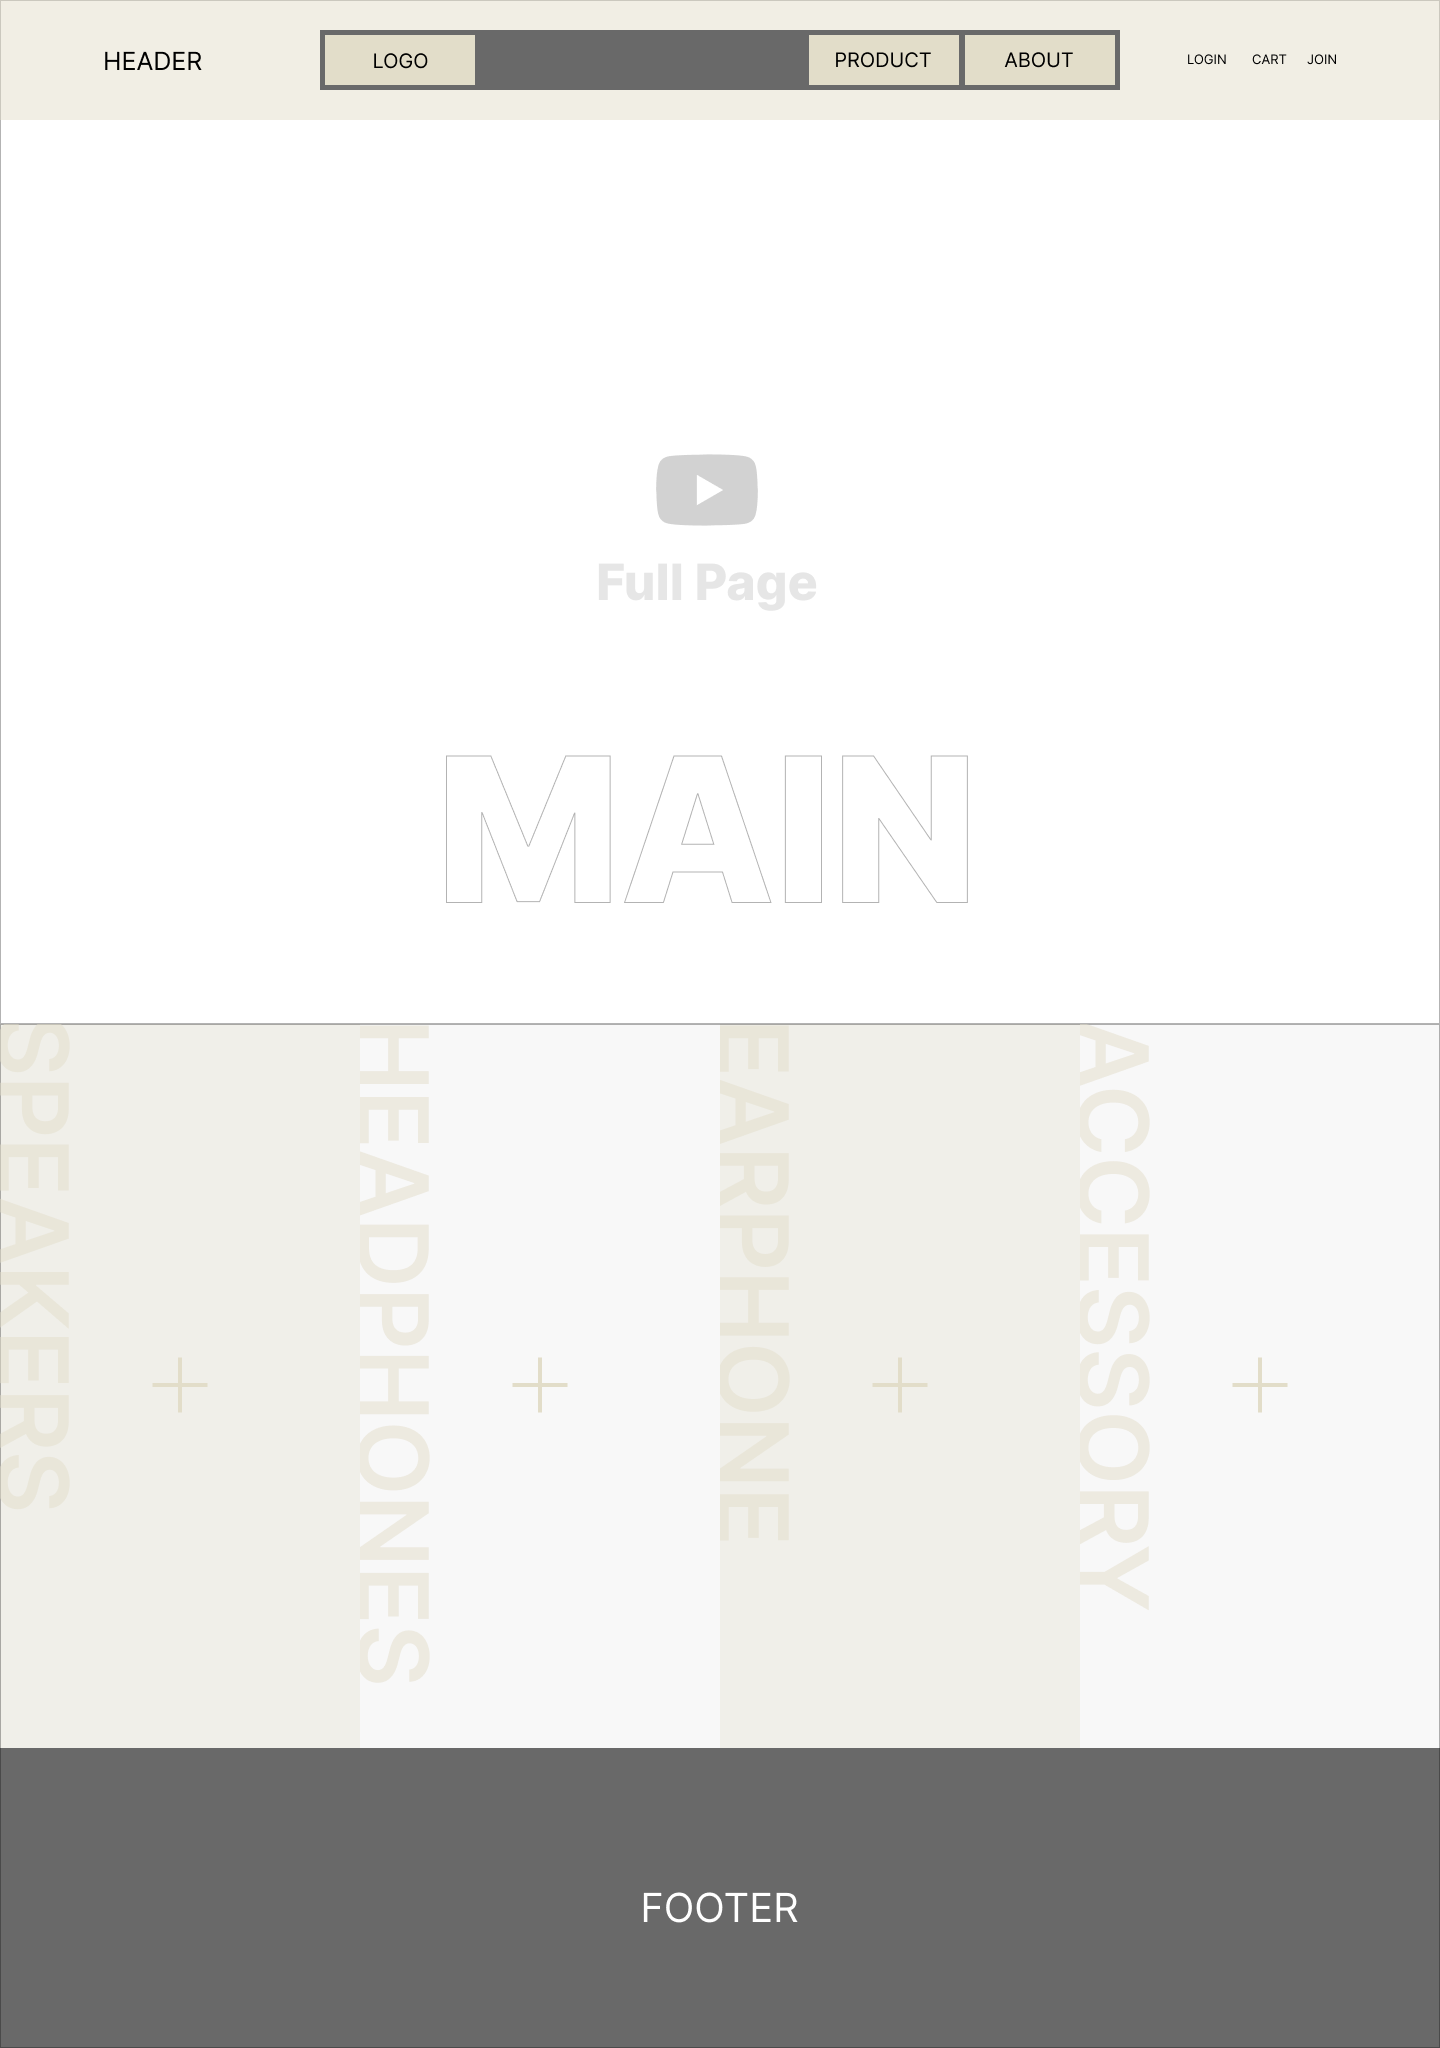 HEADER
LOGO
PRODUCT
ABOUT
LOGIN
CART
JOIN
Full Page
MAIN
SPEAKERS
HEADPHONES
EARPHONE
ACCESSORY
FOOTER